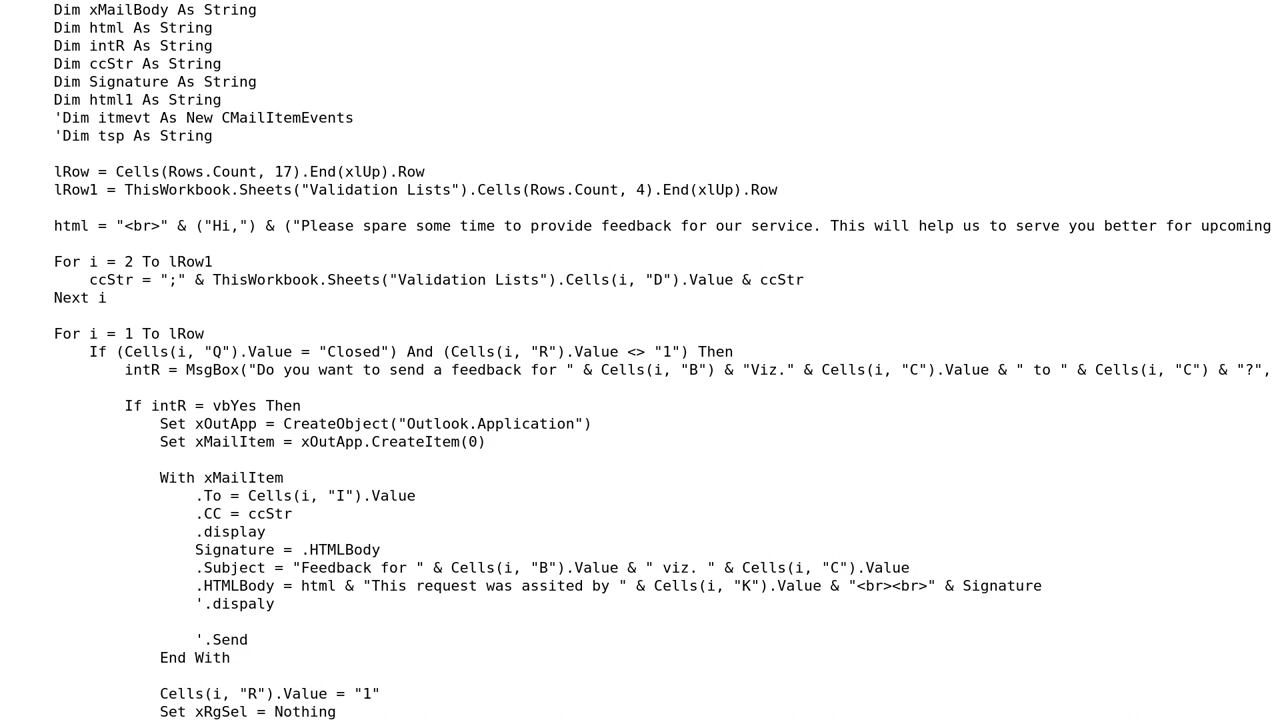 Dim xMailBody As String
Dim html As String
Dim intR As String
Dim ccStr As String
Dim Signature As String
Dim html1 As String
'Dim itmevt As New CMailItemEvents
'Dim tsp As String
lRow = Cells(Rows.Count, 17).End(xlUp).Row
lRow1 = ThisWorkbook.Sheets("Validation Lists").Cells(Rows.Count, 4).End(xlUp).Row
html = "<br>" & ("Hi,") & ("Please spare some time to provide feedback for our service. This will help us to serve you better for upcoming
For i = 2 To lRow1
ccStr = ";" & ThisWorkbook.Sheets("Validation Lists").Cells(i, "D").Value & ccStr
Next i
For i = 1 To lRow
If (Cells(i, "Q").Value = "Closed") And (Cells(i, "R").Value <> "1") Then
intR = MsgBox("Do you want to send a feedback for " & Cells(i, "B") & "Viz." & Cells(i, "C").Value & " to " & Cells(i, "C") & "?",
If intR = vbYes Then
Set xOutApp = CreateObject("Outlook.Application")
Set xMailItem = xOutApp.CreateItem(0)
With xMailItem
.To = Cells(i, "I").Value
.CC = ccStr
.display
Signature = .HTMLBody
.Subject = "Feedback for " & Cells(i, "B").Value & " viz. " & Cells(i, "C").Value
.HTMLBody = html & "This request was assited by " & Cells(i, "K").Value & "<br><br>" & Signature
'.dispaly
'.Send
End With
Cells(i, "R").Value = "1"
Set xRgSel = Nothing